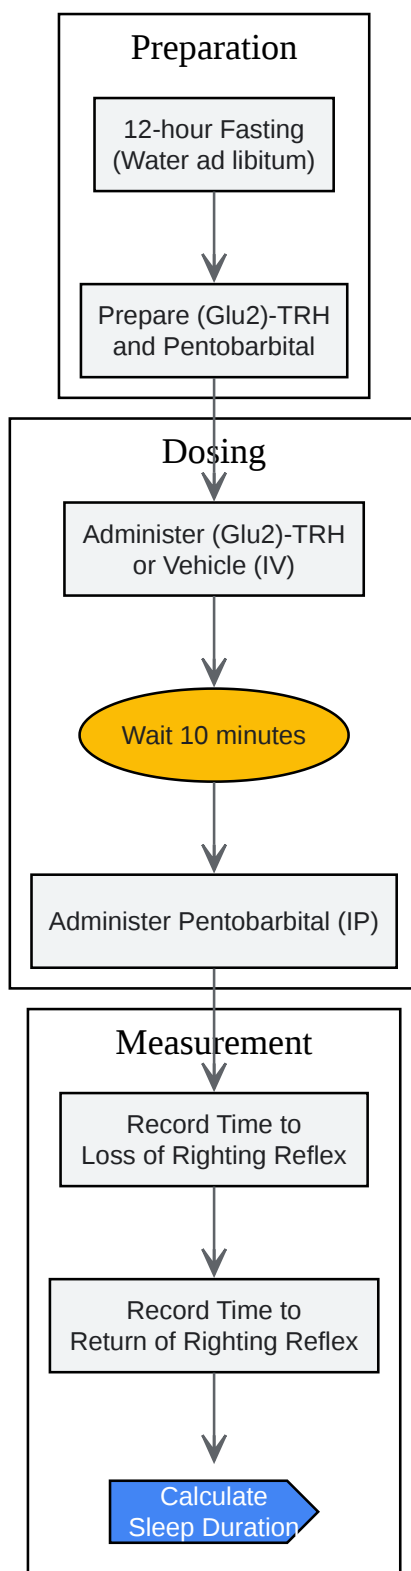 Preparation
12-hour Fasting
(Water ad libitum)
Prepare (Glu2)-TRH
and Pentobarbital
Dosing
Administer (Glu2)-TRH
or Vehicle (IV)
Wait 10 minutes
Administer Pentobarbital (IP)
Measurement
Record Time to
Loss of Righting Reflex
Record Time to
Return of Righting Reflex
Calculate
Sleep Duration